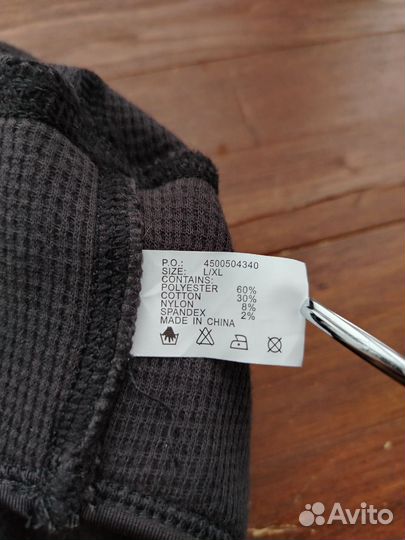 P.O.: 4500504340
SIZE: L/XL
CONTAINS:
POLYESTER 60%
COTTON 30%
NYLON 8%
SPANDEX 2%
MADE IN CHINA
Avito